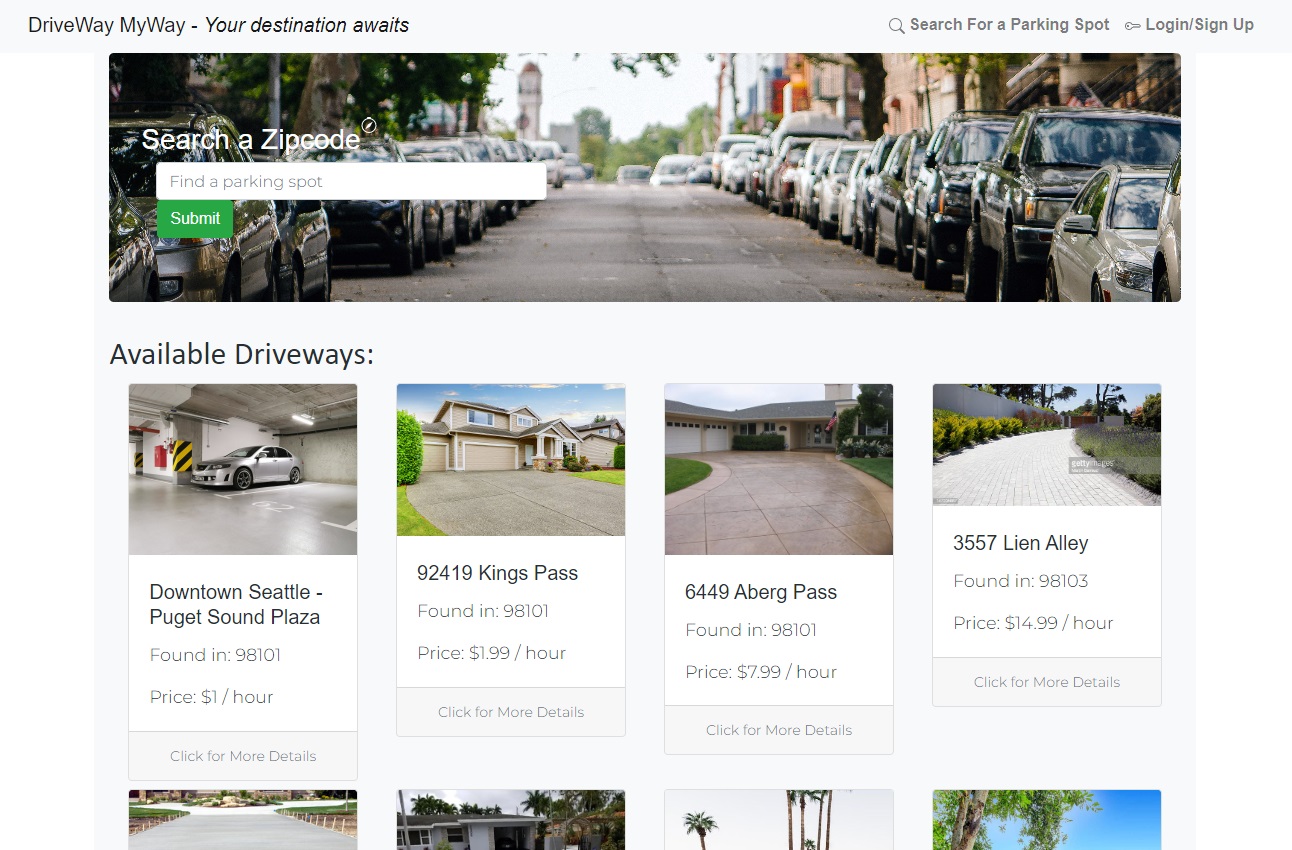 DriveWay MyWay - Your destination awaits
Search For a Parking Spot
Login/Sign Up
Search a Zipcode
Find a parking spot
Submit
Available Driveways:
Downtown Seattle -
Puget Sound Plaza
Found in: 98101
Price: $1 / hour
Click for More Details
92419 Kings Pass
Found in: 98101
Price: $1.99 / hour
Click for More Details
6449 Aberg Pass
Found in: 98101
Price: $7.99 / hour
Click for More Details
gettyimages
3557 Lien Alley
Found in: 98103
Price: $14.99 / hour
Click for More Details